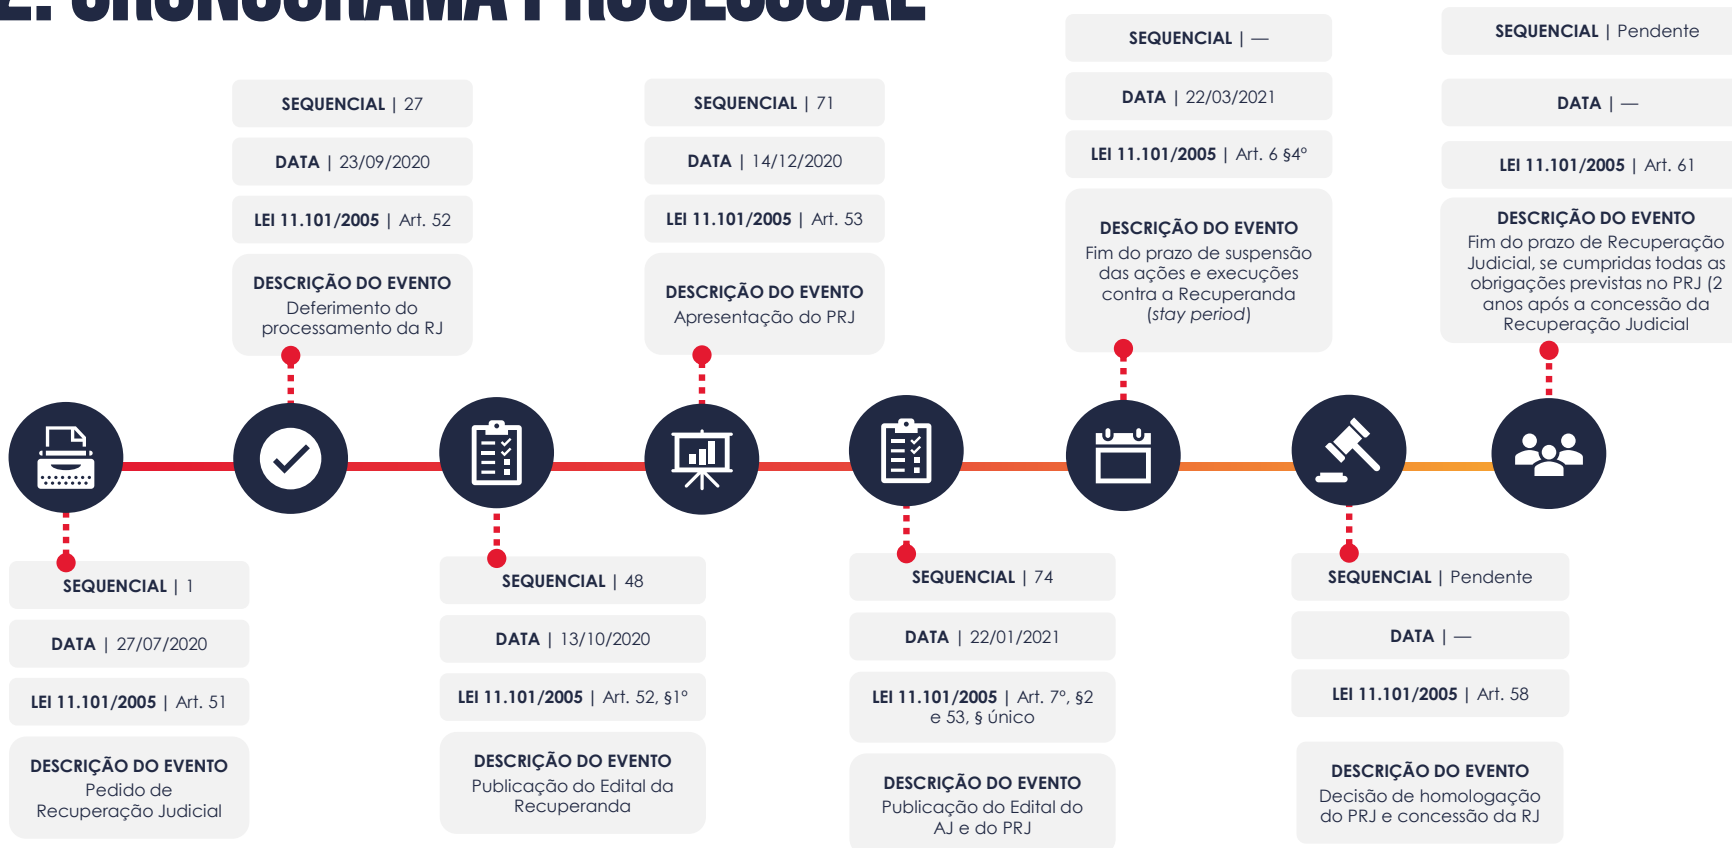 2. CRONOGRAMA PROCESSUAL
SEQUENCIAL | 1
DATA | 27/07/2020
LEI 11.101/2005 | Art. 51
DESCRIÇÃO DO EVENTO
Pedido de
Recuperação Judicial
SEQUENCIAL | 27
DATA | 23/09/2020
LEI 11.101/2005 | Art. 52
DESCRIÇÃO DO EVENTO
Deferimento do
processamento da RJ
SEQUENCIAL | 48
DATA | 13/10/2020
LEI 11.101/2005 | Art. 52, §1º
DESCRIÇÃO DO EVENTO
Publicação do Edital da
Recuperanda
SEQUENCIAL | 71
DATA | 14/12/2020
LEI 11.101/2005 | Art. 53
DESCRIÇÃO DO EVENTO
Apresentação do PRJ
SEQUENCIAL | 74
DATA | 22/01/2021
LEI 11.101/2005 | Art. 7º, §2
e 53, § único
DESCRIÇÃO DO EVENTO
Publicação do Edital do
AJ e do PRJ
SEQUENCIAL | —
DATA | 22/03/2021
LEI 11.101/2005 | Art. 6 §4º
DESCRIÇÃO DO EVENTO
Fim do prazo de suspensão
das ações e execuções
contra a Recuperanda
(stay period)
SEQUENCIAL | Pendente
DATA | —
LEI 11.101/2005 | Art. 58
DESCRIÇÃO DO EVENTO
Decisão de homologação
do PRJ e concessão da RJ
SEQUENCIAL | Pendente
DATA | —
LEI 11.101/2005 | Art. 61
DESCRIÇÃO DO EVENTO
Fim do prazo de Recuperação
Judicial, se cumpridas todas as
obrigações previstas no PRJ (2
anos após a concessão da
Recuperação Judicial